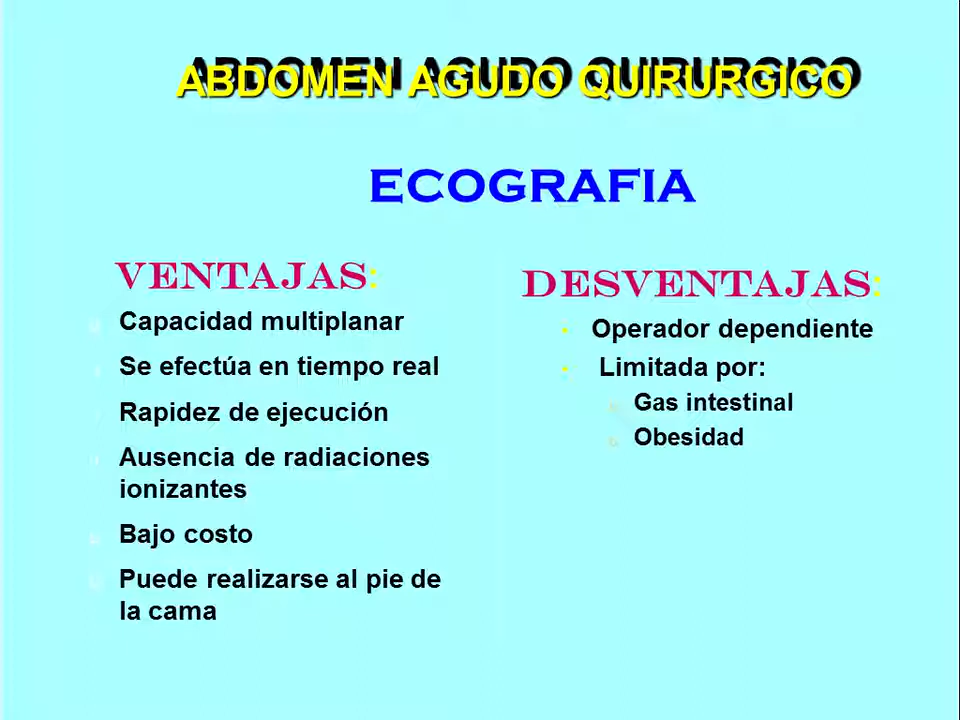 ABDOMEN AGUDO QUIRURGICO
ECOGRAFIA
VENTAJAS:
Capacidad multiplanar
Se efectúa en tiempo real
Rapidez de ejecución
Ausencia de radiaciones
ionizantes
Bajo costo
Puede realizarse al pie de
la cama
DESVENTAJAS:
Operador dependiente
Limitada por:
Gas intestinal
Obesidad